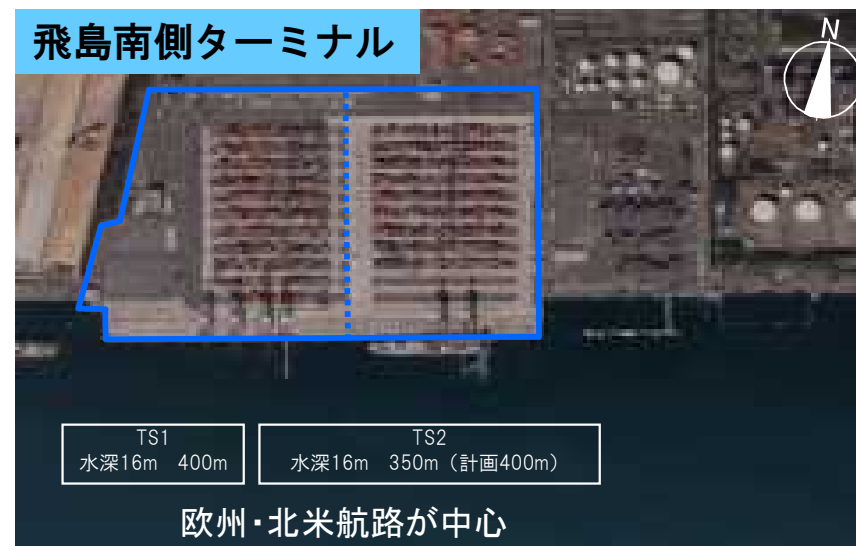 飛島南側ターミナル
N
TS1
水深16m 400m
TS2
水深16m 350m（計画400m）
欧州・北米航路が中心